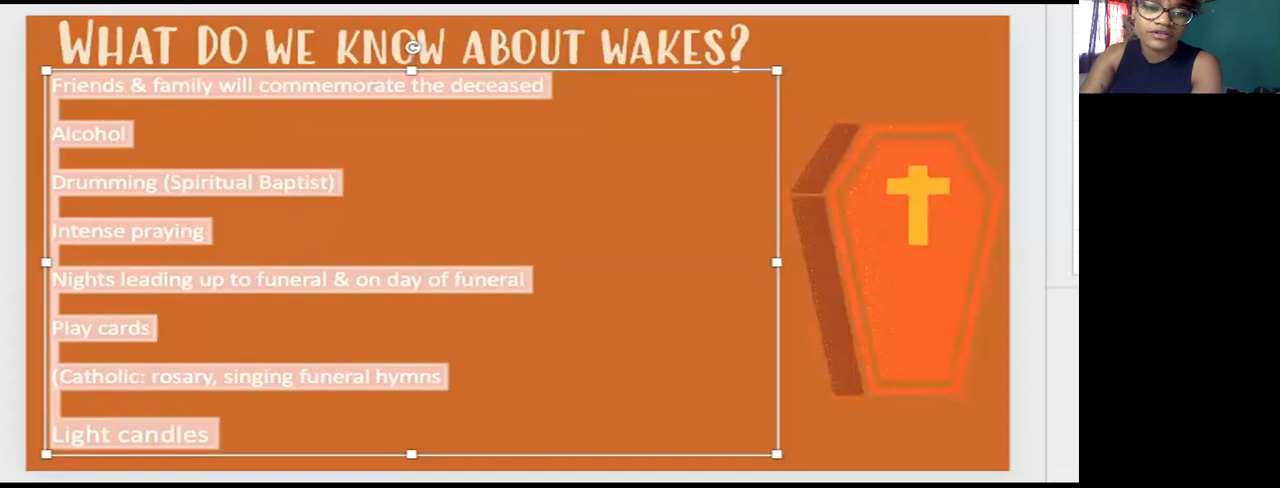 WHAT DO WE KNOW ABOUT WAKES?
Friends & family will commemorate the deceased
Alcohol
Drumming (Spiritual Baptist)
Intense praying
Nights leading up to funeral & on day of funeral
Play cards
(Catholic: rosary, singing funeral hymns
Light candles